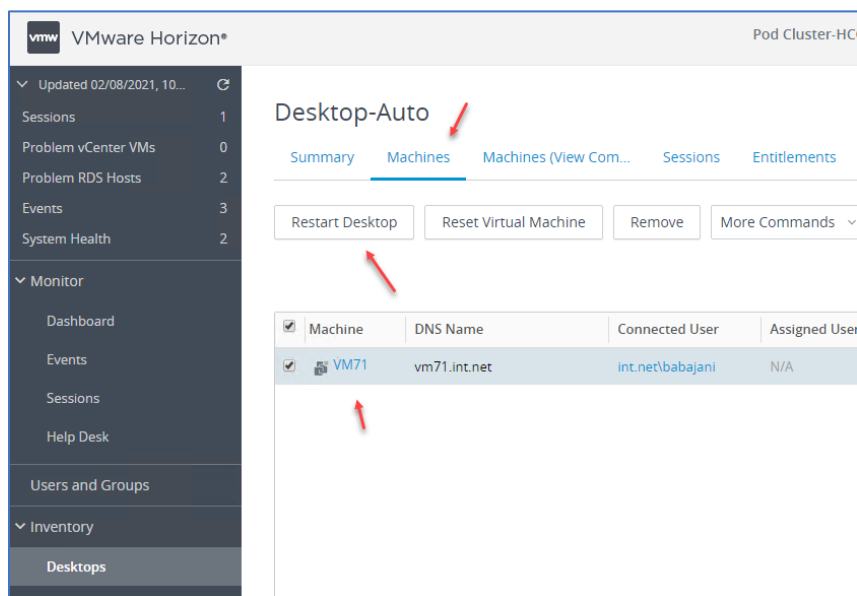 vmw VMware Horizon®
Pod Cluster-HC
Updated 02/08/2021, 10...
Sessions 1
Problem vCenter VMs 0
Problem RDS Hosts 2
Events 3
System Health 2
Monitor
Dashboard
Events
Sessions
Help Desk
Users and Groups
Inventory
Desktops
Desktop-Auto
Summary Machines Machines (View Com... Sessions Entitlements
Restart Desktop Reset Virtual Machine Remove More Commands
Machine DNS Name Connected User Assigned User
VM71 vm71.int.net int.net\babajani N/A